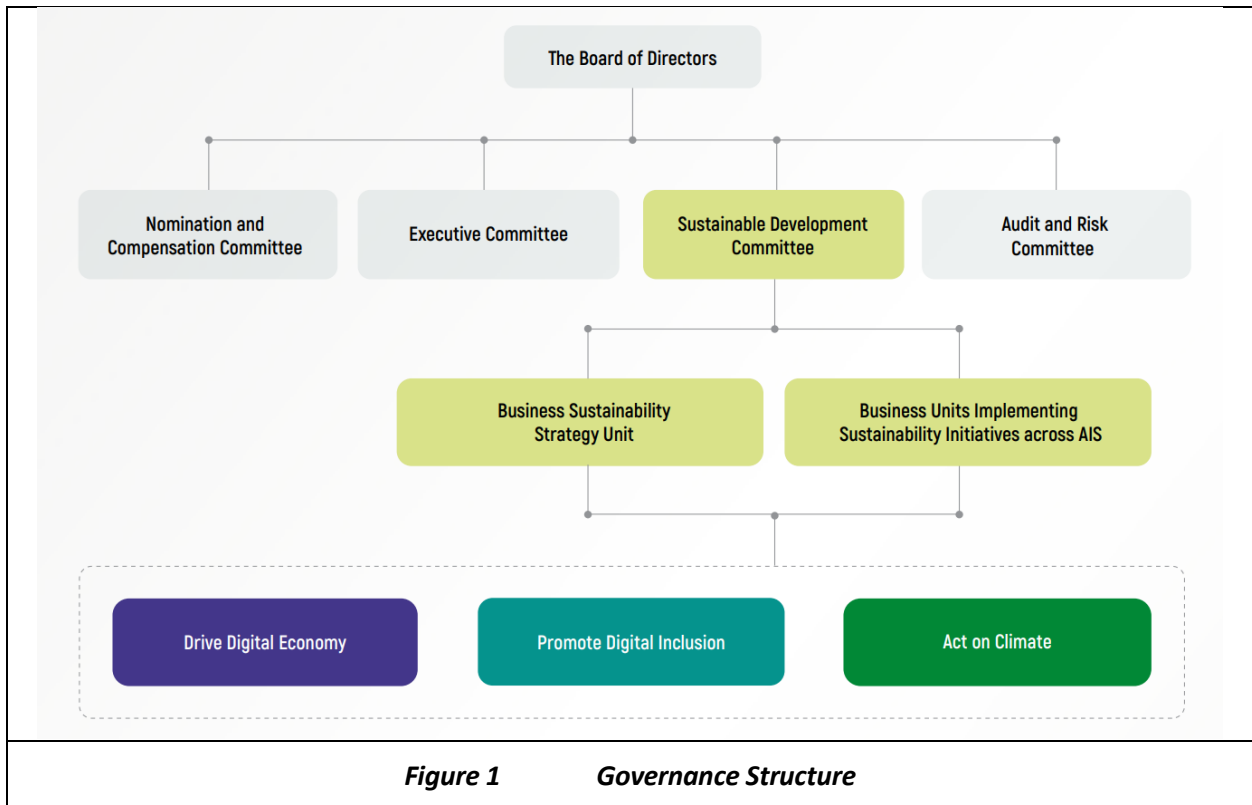 The Board of Directors
Nomination and
Compensation Committee
Executive Committee
Sustainable Development
Committee
Audit and Risk
Committee
Business Sustainability
Strategy Unit
Business Units Implementing
Sustainability Initiatives across AIS
Drive Digital Economy
Promote Digital Inclusion
Act on Climate
Figure 1 Governance Structure